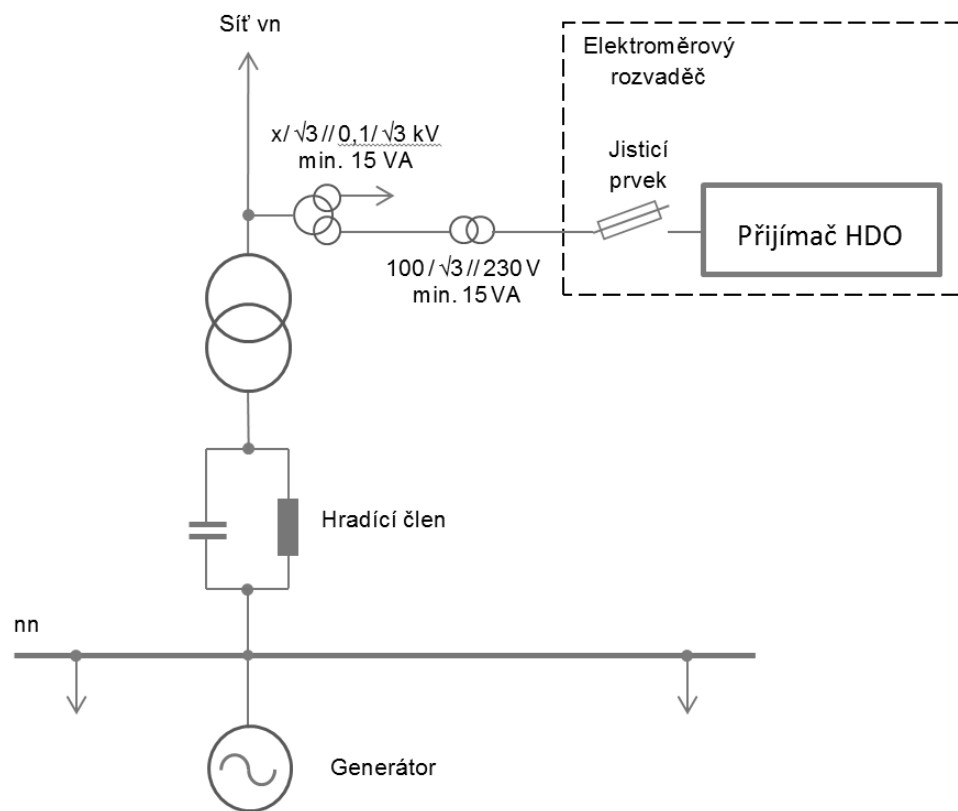 Síť vn
Elektroměrový
rozvaděč
x/ √3 // 0,1/ √3 kV
min. 15 VA
Jisticí
prvek
Přijímač HDO
100 / √3 // 230 V
min. 15 VA
Hradící člen
nn
Generátor